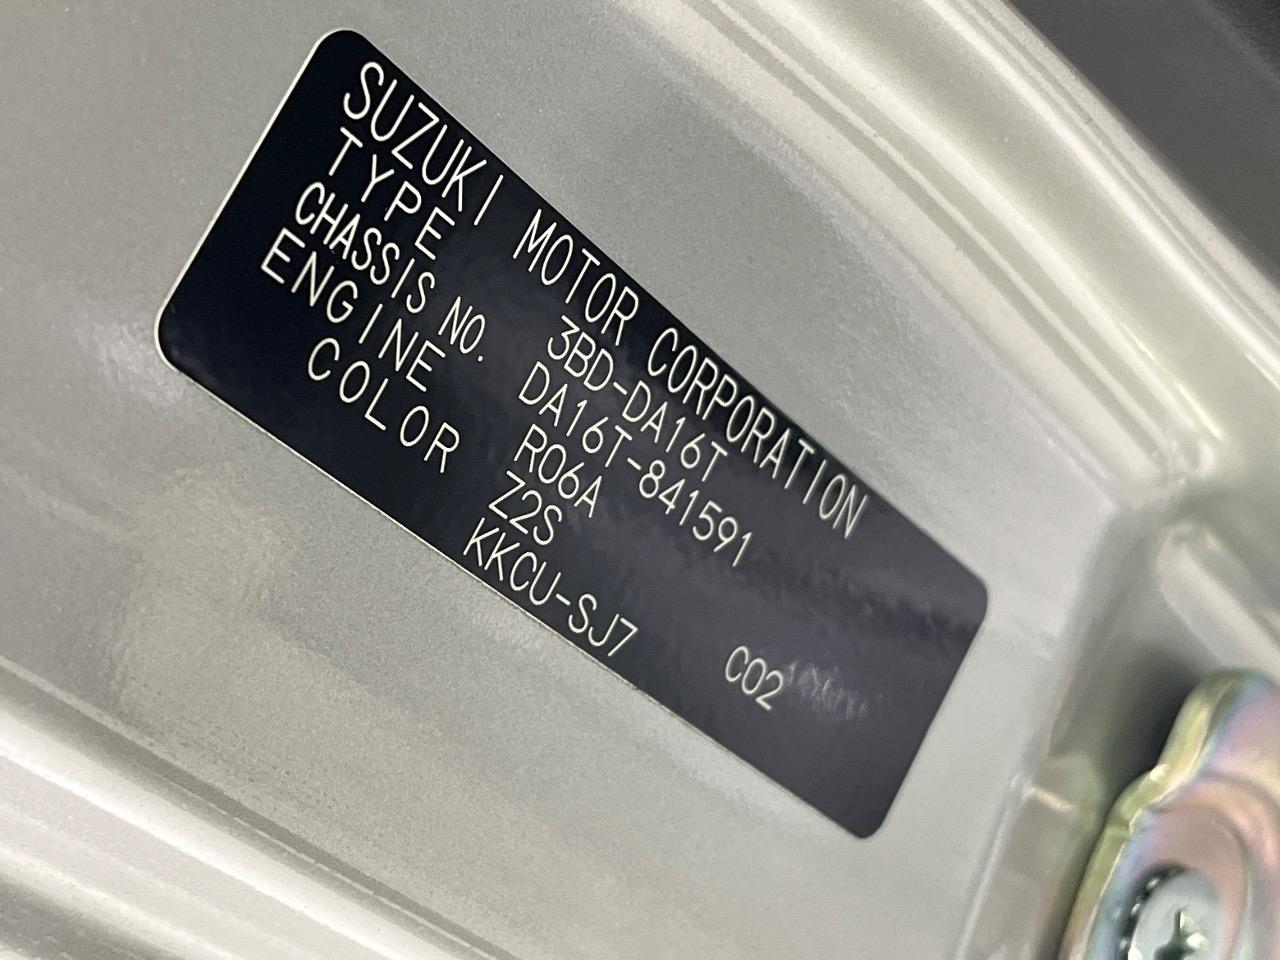 SUZUKI MOTOR CORPORATION
TYPE 3BD-DA16T
CHASSIS NO. DA16T-841591
ENGINE R06A
COLOR Z2S
KKCU-SJ7 C02